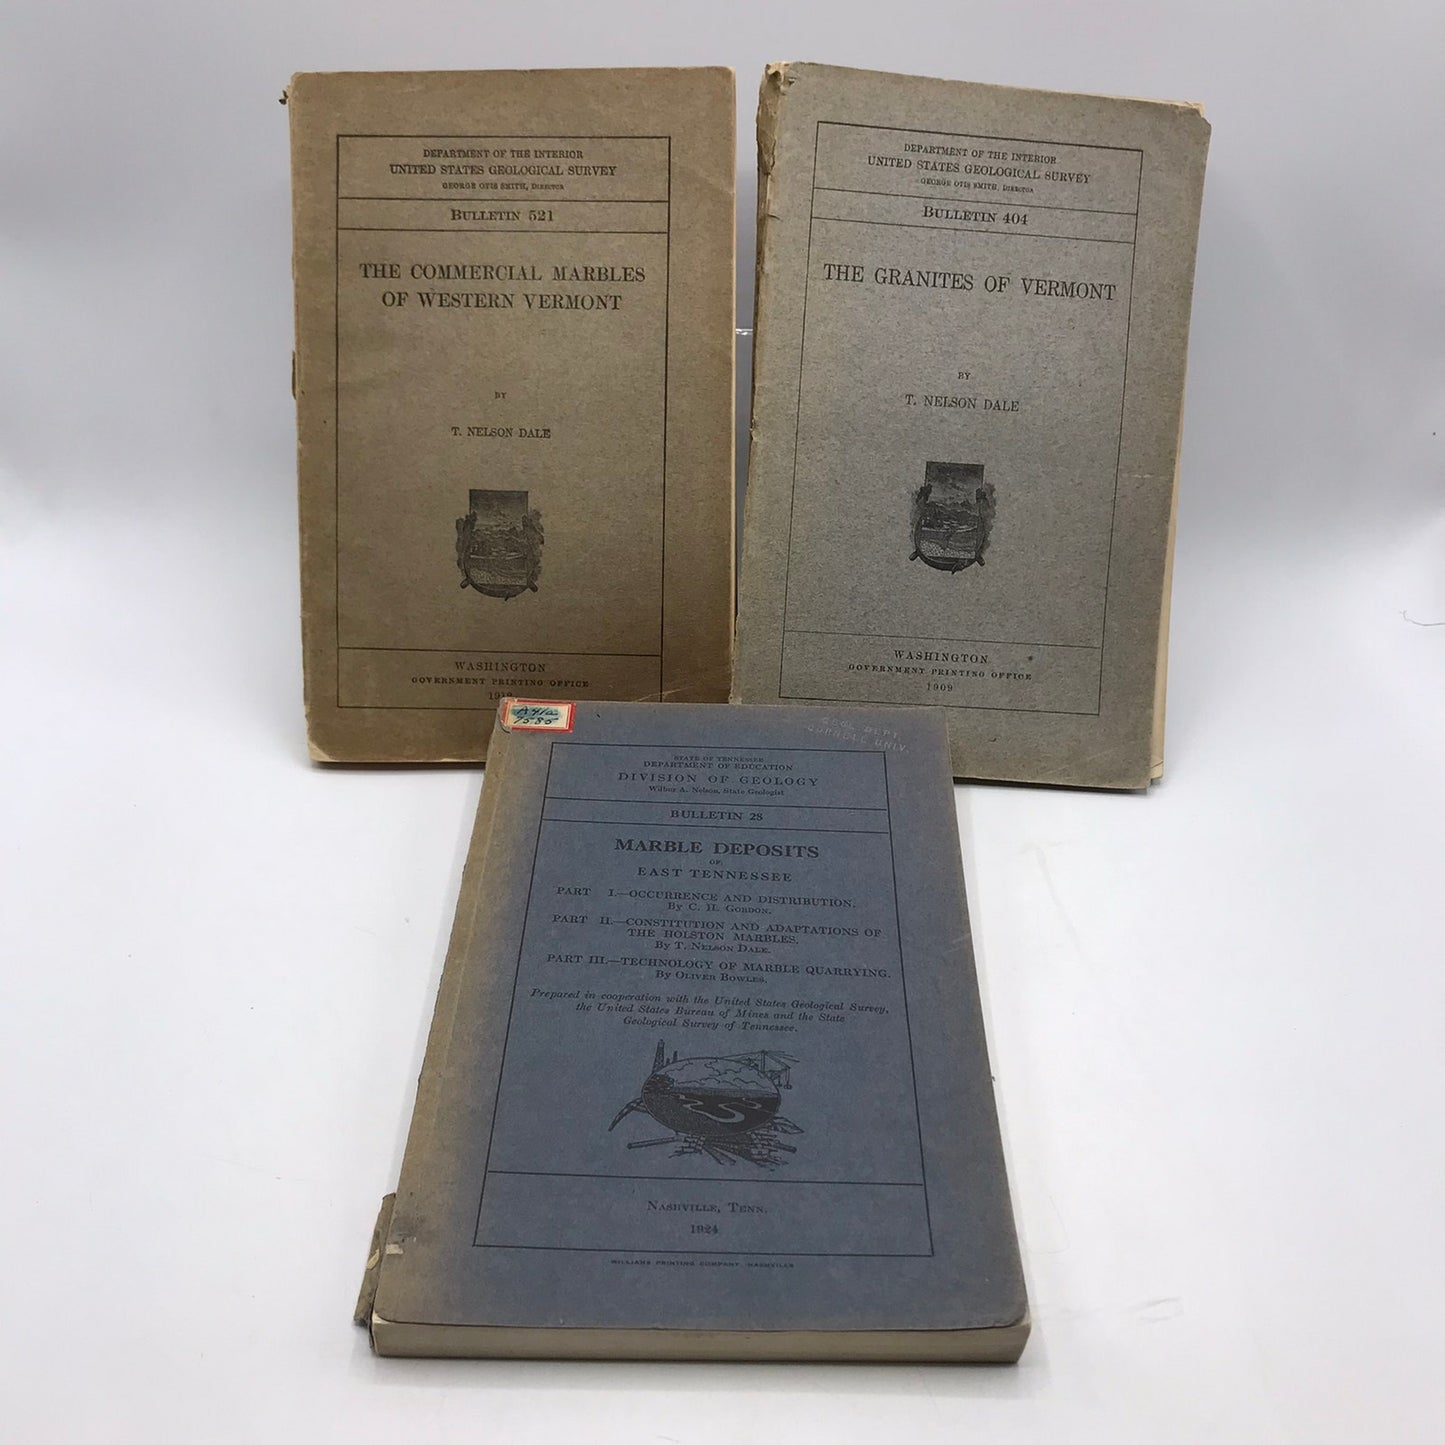 DEPARTMENT OF THE INTERIOR
UNITED STATES GEOLOGICAL SURVEY
GEORGE OTIS SMITH, DIRECTOR
BULLETIN 521
THE COMMERCIAL MARBLES
OF WESTERN VERMONT
BY
T. NELSON DALE
WASHINGTON
GOVERNMENT PRINTING OFFICE
DEPARTMENT OF THE INTERIOR
UNITED STATES GEOLOGICAL SURVEY
GEORGE OTIS SMITH, DIRECTOR
BULLETIN 404
THE GRANITES OF VERMONT
BY
T. NELSON DALE
WASHINGTON
GOVERNMENT PRINTING OFFICE
1909
A41a
7585
GEOL. DEPT.
CORNELL UNIV.
STATE OF TENNESSEE
DEPARTMENT OF EDUCATION
DIVISION OF GEOLOGY
Wilbur A. Nelson, State Geologist
BULLETIN 28
MARBLE DEPOSITS
OF
EAST TENNESSEE
PART I.—OCCURRENCE AND DISTRIBUTION.
By C. H. GORDON.
PART II.—CONSTITUTION AND ADAPTATIONS OF
THE HOLSTON MARBLES.
By T. NELSON DALE.
PART III.—TECHNOLOGY OF MARBLE QUARRYING.
By OLIVER BOWLES.
Prepared in cooperation with the United States Geological Survey,
the United States Bureau of Mines and the State
Geological Survey of Tennessee.
NASHVILLE, TENN.
1924
WILLIAMS PRINTING COMPANY NASHVILLE